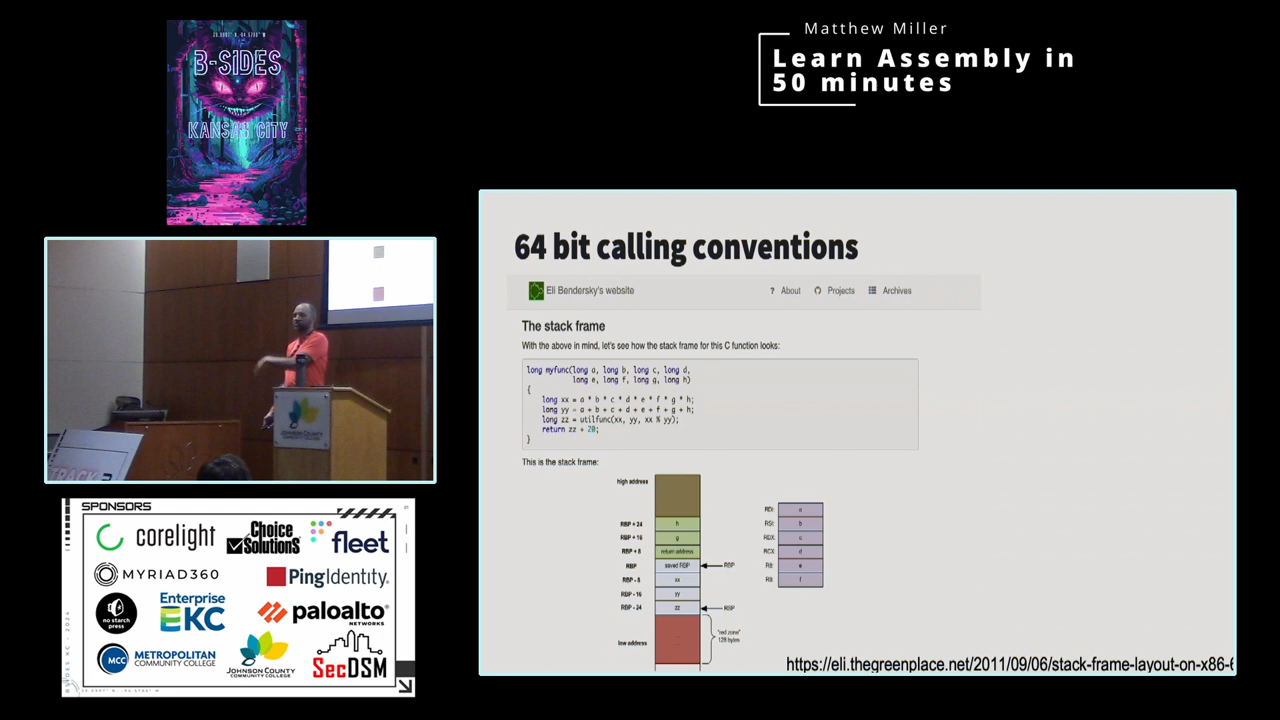 Matthew Miller
Learn Assembly in
50 minutes
B-SIDES
KANSAS CITY
JOHNSON COUNTY
COMMUNITY COLLEGE
TRACK 2
SPONSORS
corelight
Choice
Solutions
fleet
MYRIAD360
PingIdentity
no starch
press
Enterprise
EKC
paloalto
NETWORKS
MCC
METROPOLITAN
COMMUNITY COLLEGE
JOHNSON COUNTY
COMMUNITY COLLEGE
SecDSM
64 bit calling conventions
Eli Bendersky's website
? About
Projects
Archives
The stack frame
With the above in mind, let's see how the stack frame for this C function looks:
long myfunc(long a, long b, long c, long d,
long e, long f, long g, long h)
{
long xx = a * b * c * d * e * f * g * h;
long yy = a + b + c + d + e + f + g + h;
long zz = utilfunc(xx, yy, xx % yy);
return zz + 20;
}
This is the stack frame:
high address
RBP + 24 h
RBP + 16 g
RBP + 8 return address
RBP saved RBP RBP
RBP - 8 xx
RBP - 16 yy
RBP - 24 zz
low address
"red zone"
128 bytes
RDI: a
RSI: b
RDX: c
RCX: d
R8: e
R9: f
https://eli.thegreenplace.net/2011/09/06/stack-frame-layout-on-x86-6